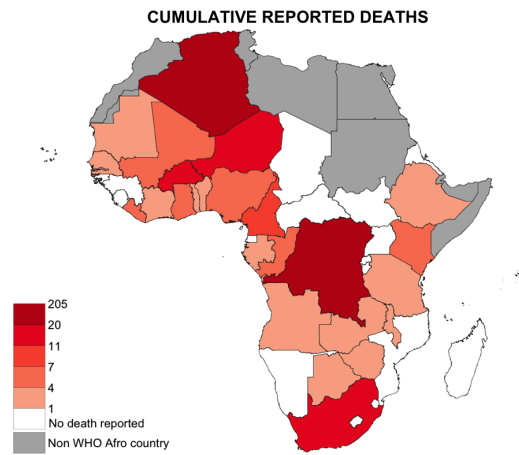 CUMULATIVE REPORTED DEATHS
205
20
11
7
4
1
No death reported
Non WHO Afro country